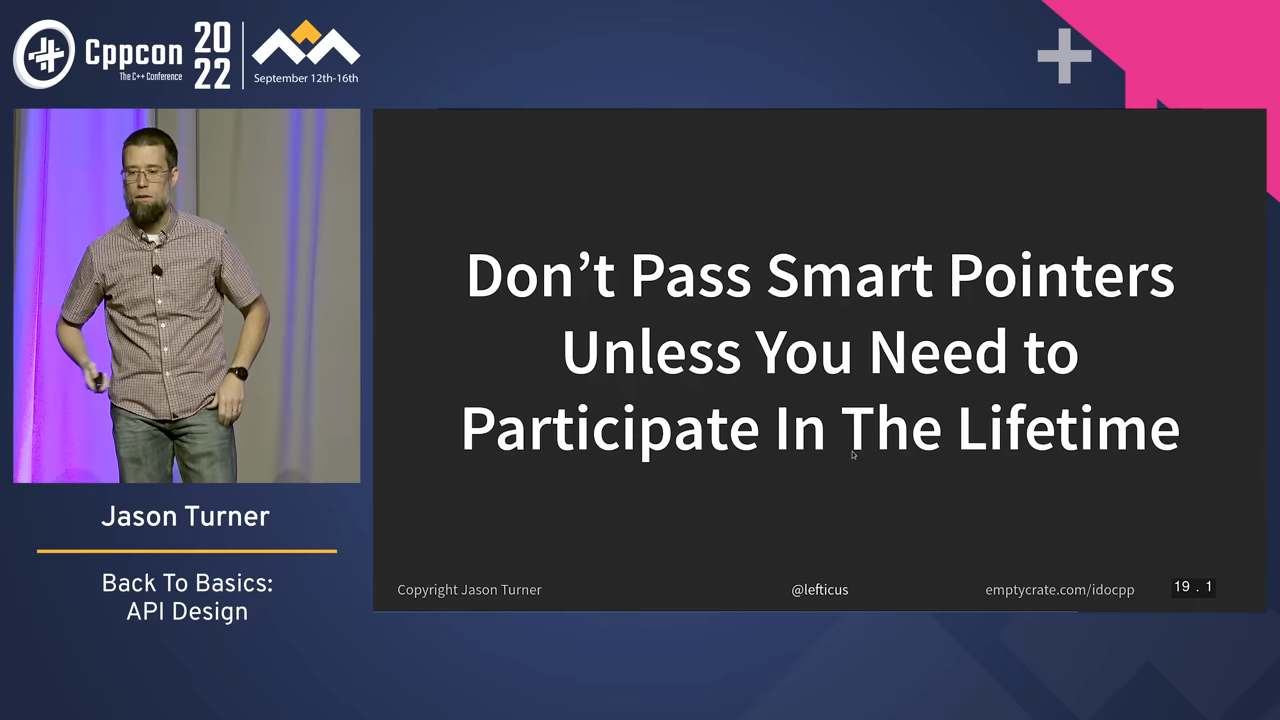 Cppcon
The C++ Conference
20
22
September 12th-16th
Don’t Pass Smart Pointers
Unless You Need to
Participate In The Lifetime
Copyright Jason Turner
@lefticus
emptycrate.com/idocpp
19 . 1
Jason Turner
Back To Basics:
API Design